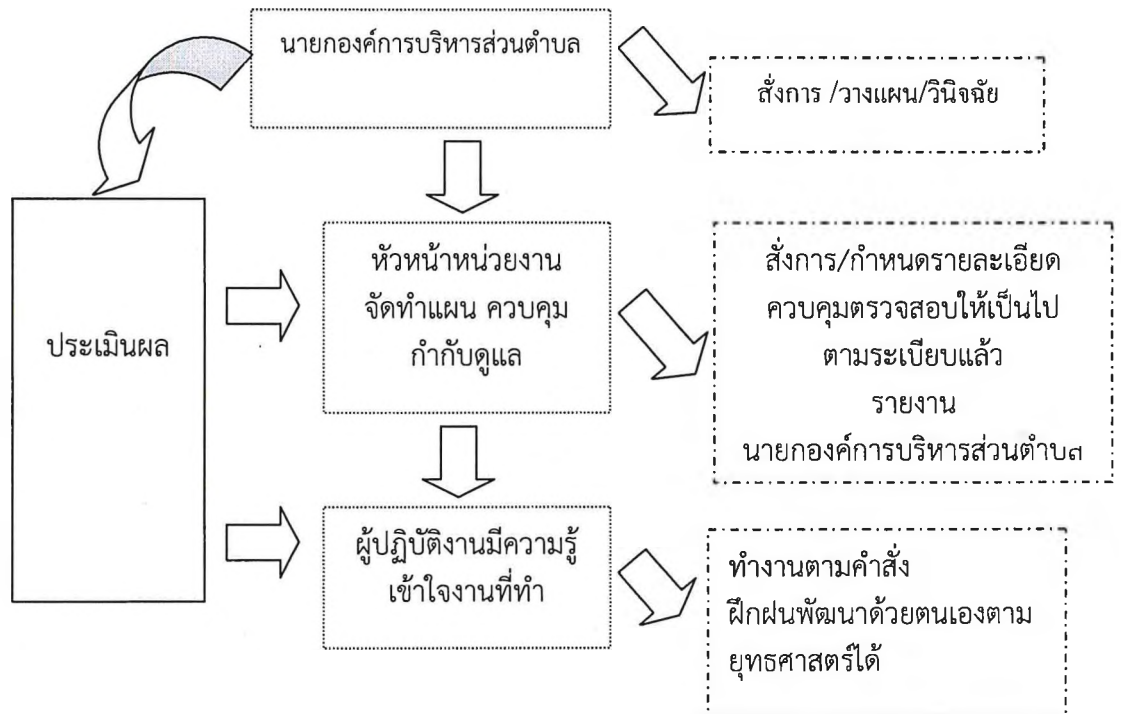 นายกองค์การบริหารส่วนตำบล
สั่งการ /วางแผน/วินิจฉัย
ประเมินผล
หัวหน้าหน่วยงาน
จัดทำแผน ควบคุม
กำกับดูแล
สั่งการ/กำหนดรายละเอียด
ควบคุมตรวจสอบให้เป็นไป
ตามระเบียบแล้ว
รายงาน
นายกองค์การบริหารส่วนตำบล
ผู้ปฏิบัติงานมีความรู้
เข้าใจงานที่ทำ
ทำงานตามคำสั่ง
ฝึกฝนพัฒนาด้วยตนเองตาม
ยุทธศาสตร์ได้